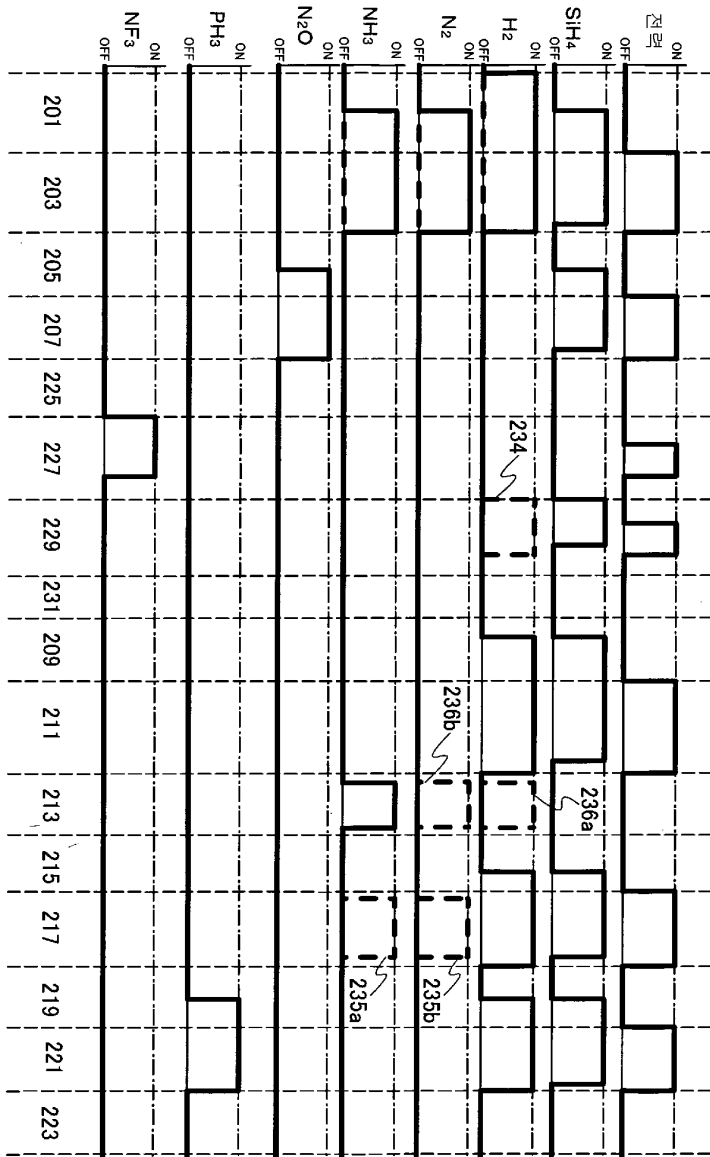 전력
ON
OFF
SiH4
ON
OFF
H2
ON
OFF
N2
ON
OFF
NH3
ON
OFF
N2O
ON
OFF
PH3
ON
OFF
NF3
ON
OFF
234
236a
236b
235a
235b
201
203
205
207
225
227
229
231
209
211
213
215
217
219
221
223